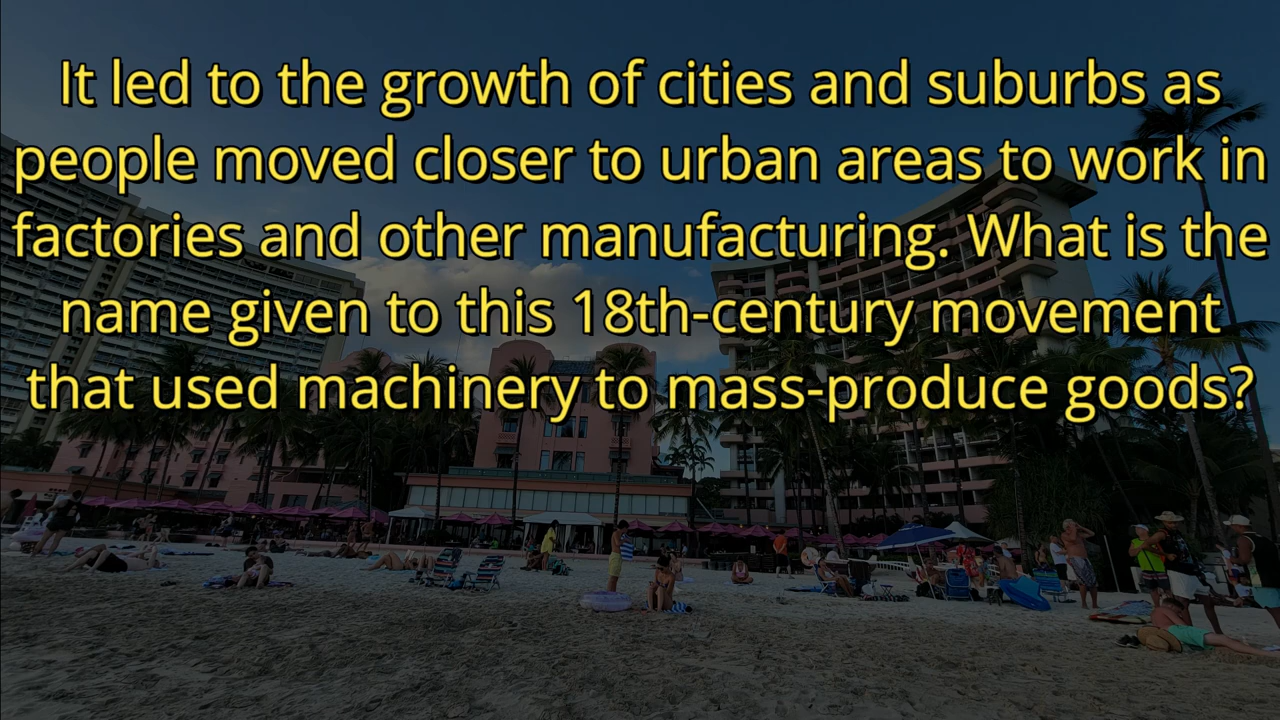 It led to the growth of cities and suburbs as
people moved closer to urban areas to work in
factories and other manufacturing. What is the
name given to this 18th-century movement
that used machinery to mass-produce goods?